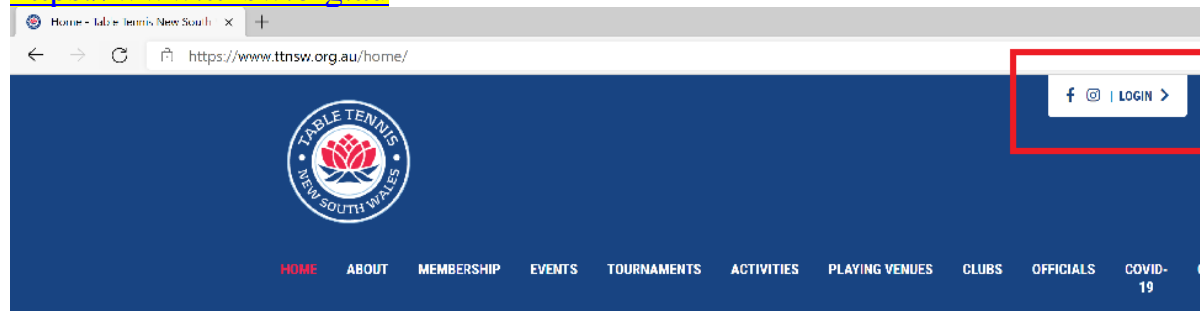 Home - Table Tennis New South
https://www.ttnsw.org.au/home/
| LOGIN >
TABLE TENNIS
NEW SOUTH WALES
HOME ABOUT MEMBERSHIP EVENTS TOURNAMENTS ACTIVITIES PLAYING VENUES CLUBS OFFICIALS COVID-
19